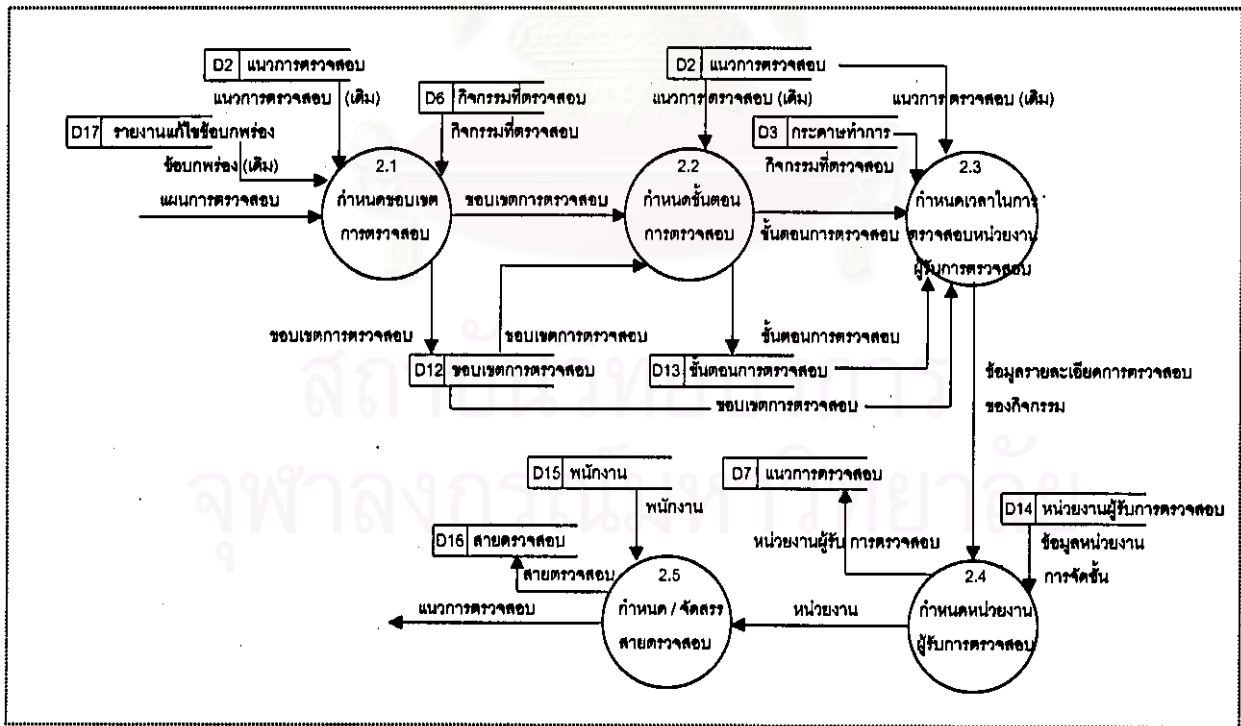 D2 แนวการตรวจสอบ
แนวการตรวจสอบ (เดิม)
D6 กิจกรรมที่ตรวจสอบ
กิจกรรมที่ตรวจสอบ
D17 รายงานแก้ไขข้อบกพร่อง
ข้อบกพร่อง (เดิม)
แผนการตรวจสอบ
2.1
กำหนดขอบเขต
การตรวจสอบ
ขอบเขตการตรวจสอบ
D2 แนวการตรวจสอบ
แนวการตรวจสอบ (เดิม)
แนวการตรวจสอบ (เดิม)
D3 กระดาษทำการ
กิจกรรมที่ตรวจสอบ
2.2
กำหนดขั้นตอน
การตรวจสอบ
ขั้นตอนการตรวจสอบ
2.3
กำหนดเวลาในการ
ตรวจสอบหน่วยงาน
ผู้รับการตรวจสอบ
ขอบเขตการตรวจสอบ
ขอบเขตการตรวจสอบ
ขั้นตอนการตรวจสอบ
D12 ขอบเขตการตรวจสอบ
D13 ขั้นตอนการตรวจสอบ
ขอบเขตการตรวจสอบ
ข้อมูลรายละเอียดการตรวจสอบ
ของกิจกรรม
สถาบันวิทยบริการ
จุฬาลงกรณ์มหาวิทยาลัย
D15 พนักงาน
พนักงาน
D7 แนวการตรวจสอบ
D14 หน่วยงานผู้รับการตรวจสอบ
ข้อมูลหน่วยงาน
การจัดชั้น
D16 สายตรวจสอบ
สายตรวจสอบ
หน่วยงานผู้รับการตรวจสอบ
แนวการตรวจสอบ
2.5
กำหนด / จัดสรร
สายตรวจสอบ
หน่วยงาน
2.4
กำหนดหน่วยงาน
ผู้รับการตรวจสอบ